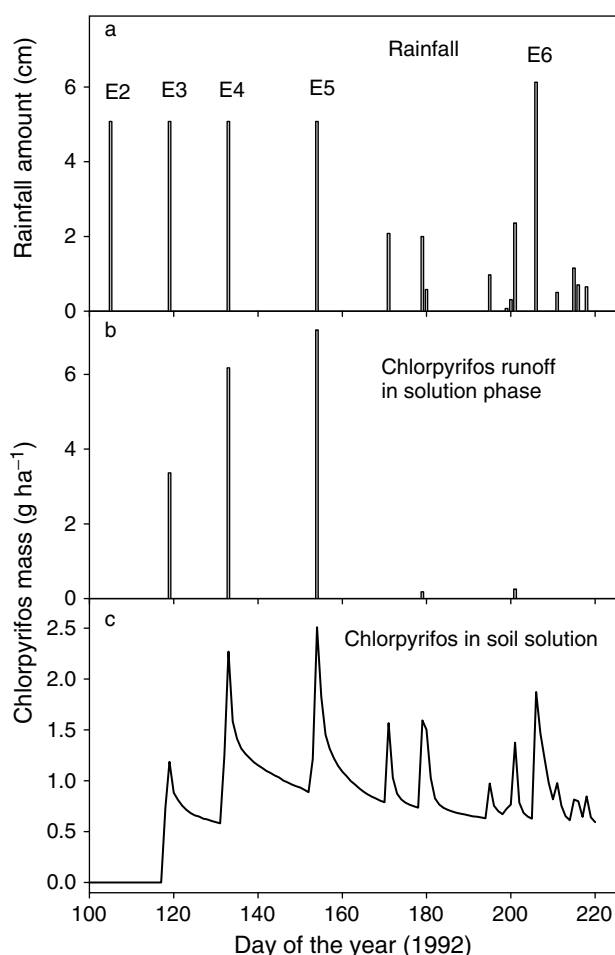 a
Rainfall
E2
E3
E4
E5
E6
Rainfall amount (cm)
6
4
2
0
b
Chlorpyrifos runoff
in solution phase
6
4
2
0
Chlorpyrifos mass (g ha⁻¹)
c
Chlorpyrifos in soil solution
2.5
2.0
1.5
1.0
0.5
0.0
100 120 140 160 180 200 220
Day of the year (1992)